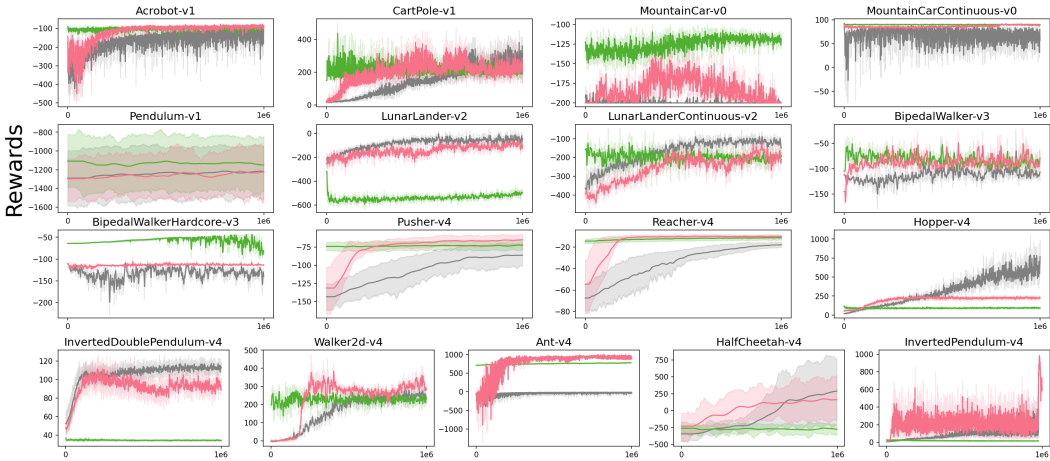 Rewards
Acrobot-v1
−100
−200
−300
−400
−500
0
1e6
CartPole-v1
400
200
0
0
1e6
MountainCar-v0
−100
−125
−150
−175
−200
0
1e6
MountainCarContinuous-v0
100
50
0
−50
0
1e6
Pendulum-v1
−800
−1000
−1200
−1400
−1600
0
1e6
LunarLander-v2
0
−200
−400
−600
0
1e6
LunarLanderContinuous-v2
−100
−200
−300
−400
0
1e6
BipedalWalker-v3
−50
−100
−150
0
1e6
BipedalWalkerHardcore-v3
−50
−100
−150
−200
0
1e6
Pusher-v4
−75
−100
−125
−150
0
1e6
Reacher-v4
−20
−40
−60
−80
0
1e6
Hopper-v4
1000
750
500
250
0
0
1e6
InvertedDoublePendulum-v4
120
100
80
60
40
0
1e6
Walker2d-v4
500
400
300
200
100
0
0
1e6
Ant-v4
1000
500
0
−500
−1000
0
1e6
HalfCheetah-v4
750
500
250
0
−250
−500
0
1e6
InvertedPendulum-v4
1000
800
600
400
200
0
0
1e6